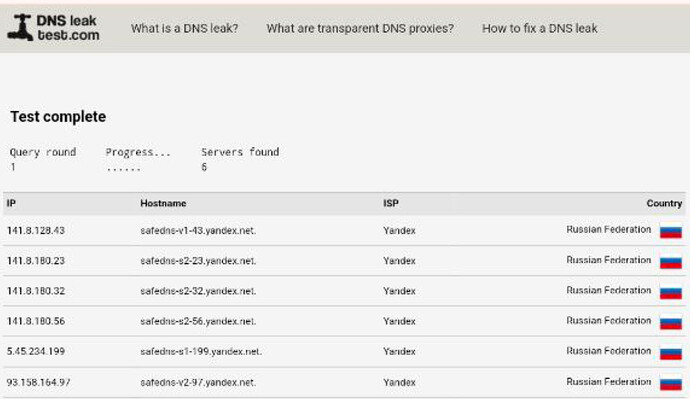 DNS leak
test.com
What is a DNS leak? What are transparent DNS proxies? How to fix a DNS leak
Test complete
Query round Progress... Servers found
1 ...... 6
IP Hostname ISP Country
141.8.128.43 safedns-v1-43.yandex.net. Yandex Russian Federation
141.8.180.23 safedns-s2-23.yandex.net. Yandex Russian Federation
141.8.180.32 safedns-s2-32.yandex.net. Yandex Russian Federation
141.8.180.56 safedns-s2-56.yandex.net. Yandex Russian Federation
5.45.234.199 safedns-s1-199.yandex.net. Yandex Russian Federation
93.158.164.97 safedns-v2-97.yandex.net. Yandex Russian Federation